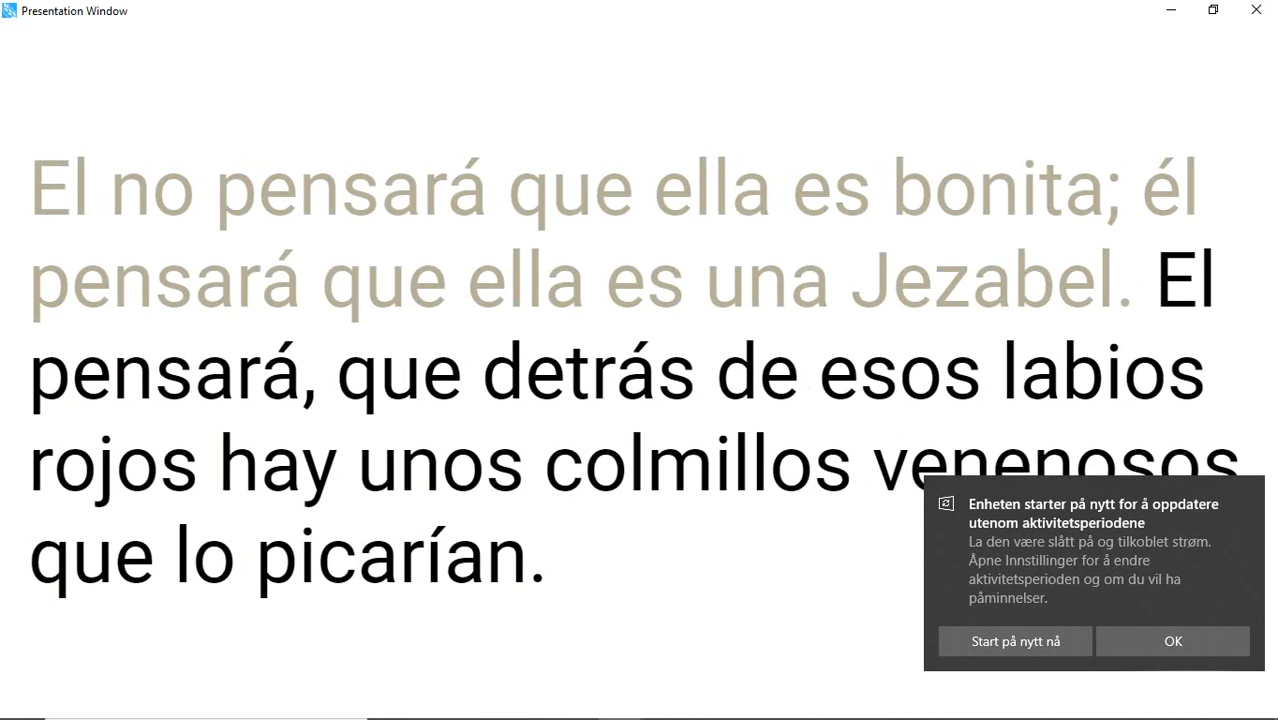 Presentation Window
El no pensará que ella es bonita; él
pensará que ella es una Jezabel. El
pensará, que detrás de esos labios
rojos hay unos colmillos venenosos
que lo picarían.
Enheten starter på nytt for å oppdatere
utenom aktivitetsperiodene
La den være slått på og tilkoblet strøm.
Åpne Innstillinger for å endre
aktivitetsperioden og om du vil ha
påminnelser.
Start på nytt nå
OK